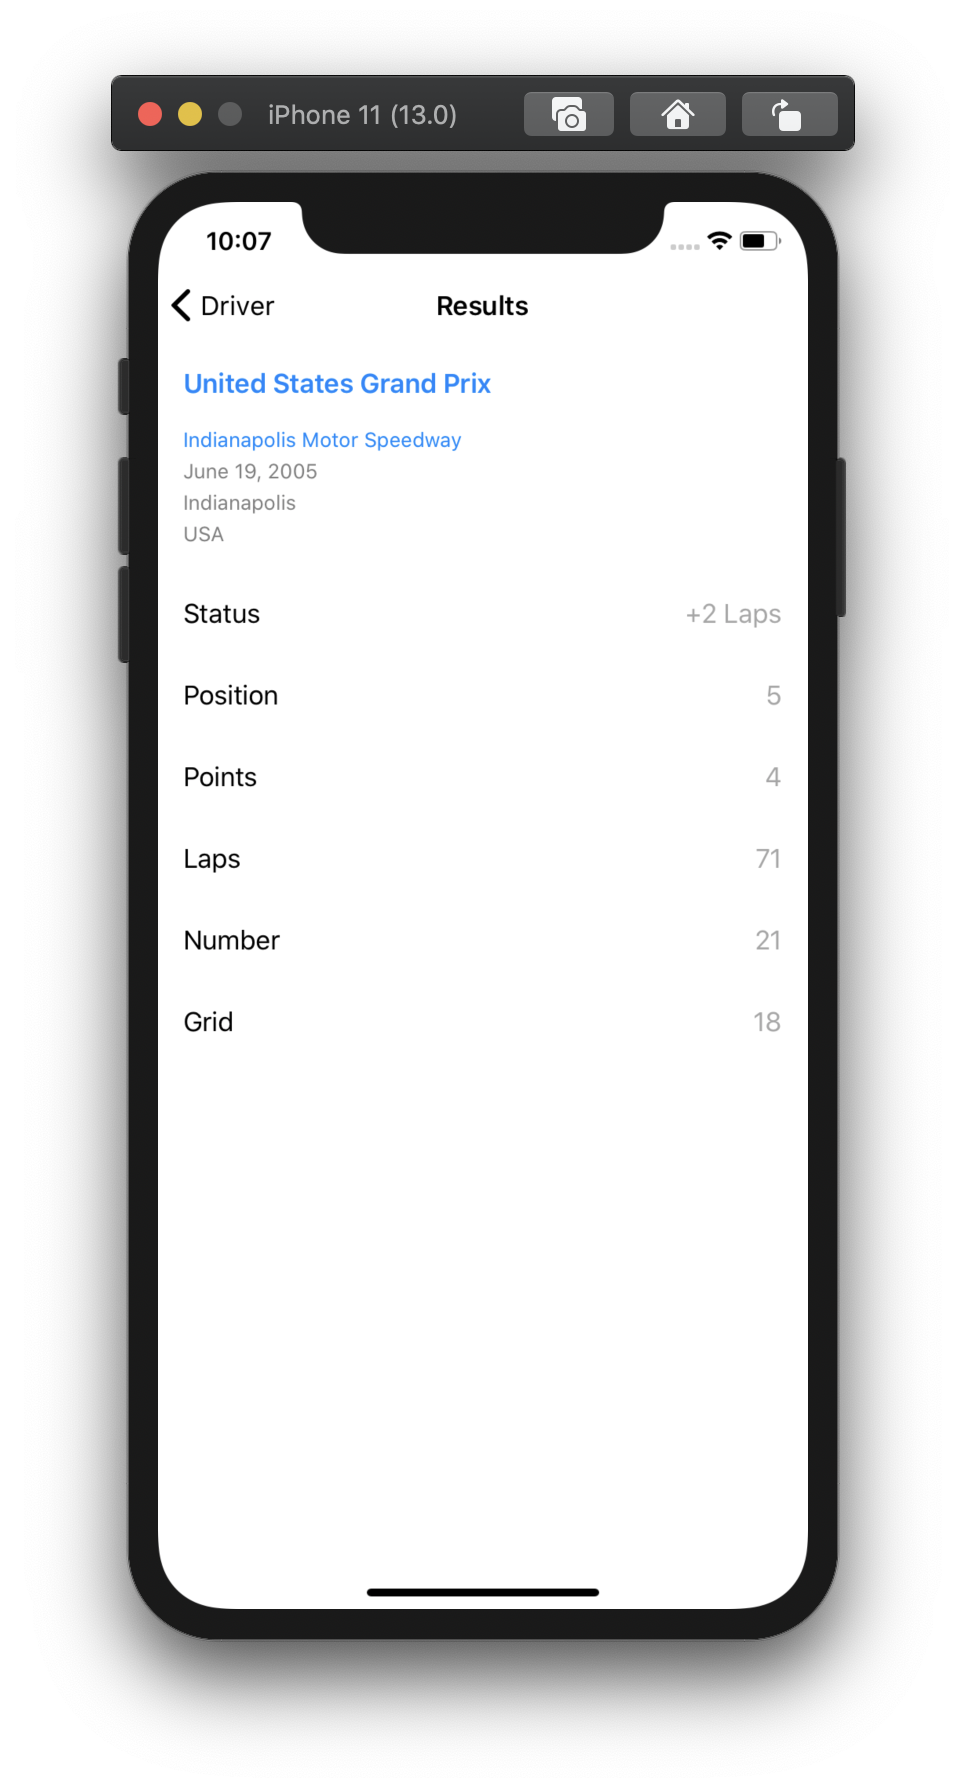 iPhone 11 (13.0)
10:07
Driver
Results
United States Grand Prix
Indianapolis Motor Speedway
June 19, 2005
Indianapolis
USA
Status +2 Laps
Position 5
Points 4
Laps 71
Number 21
Grid 18